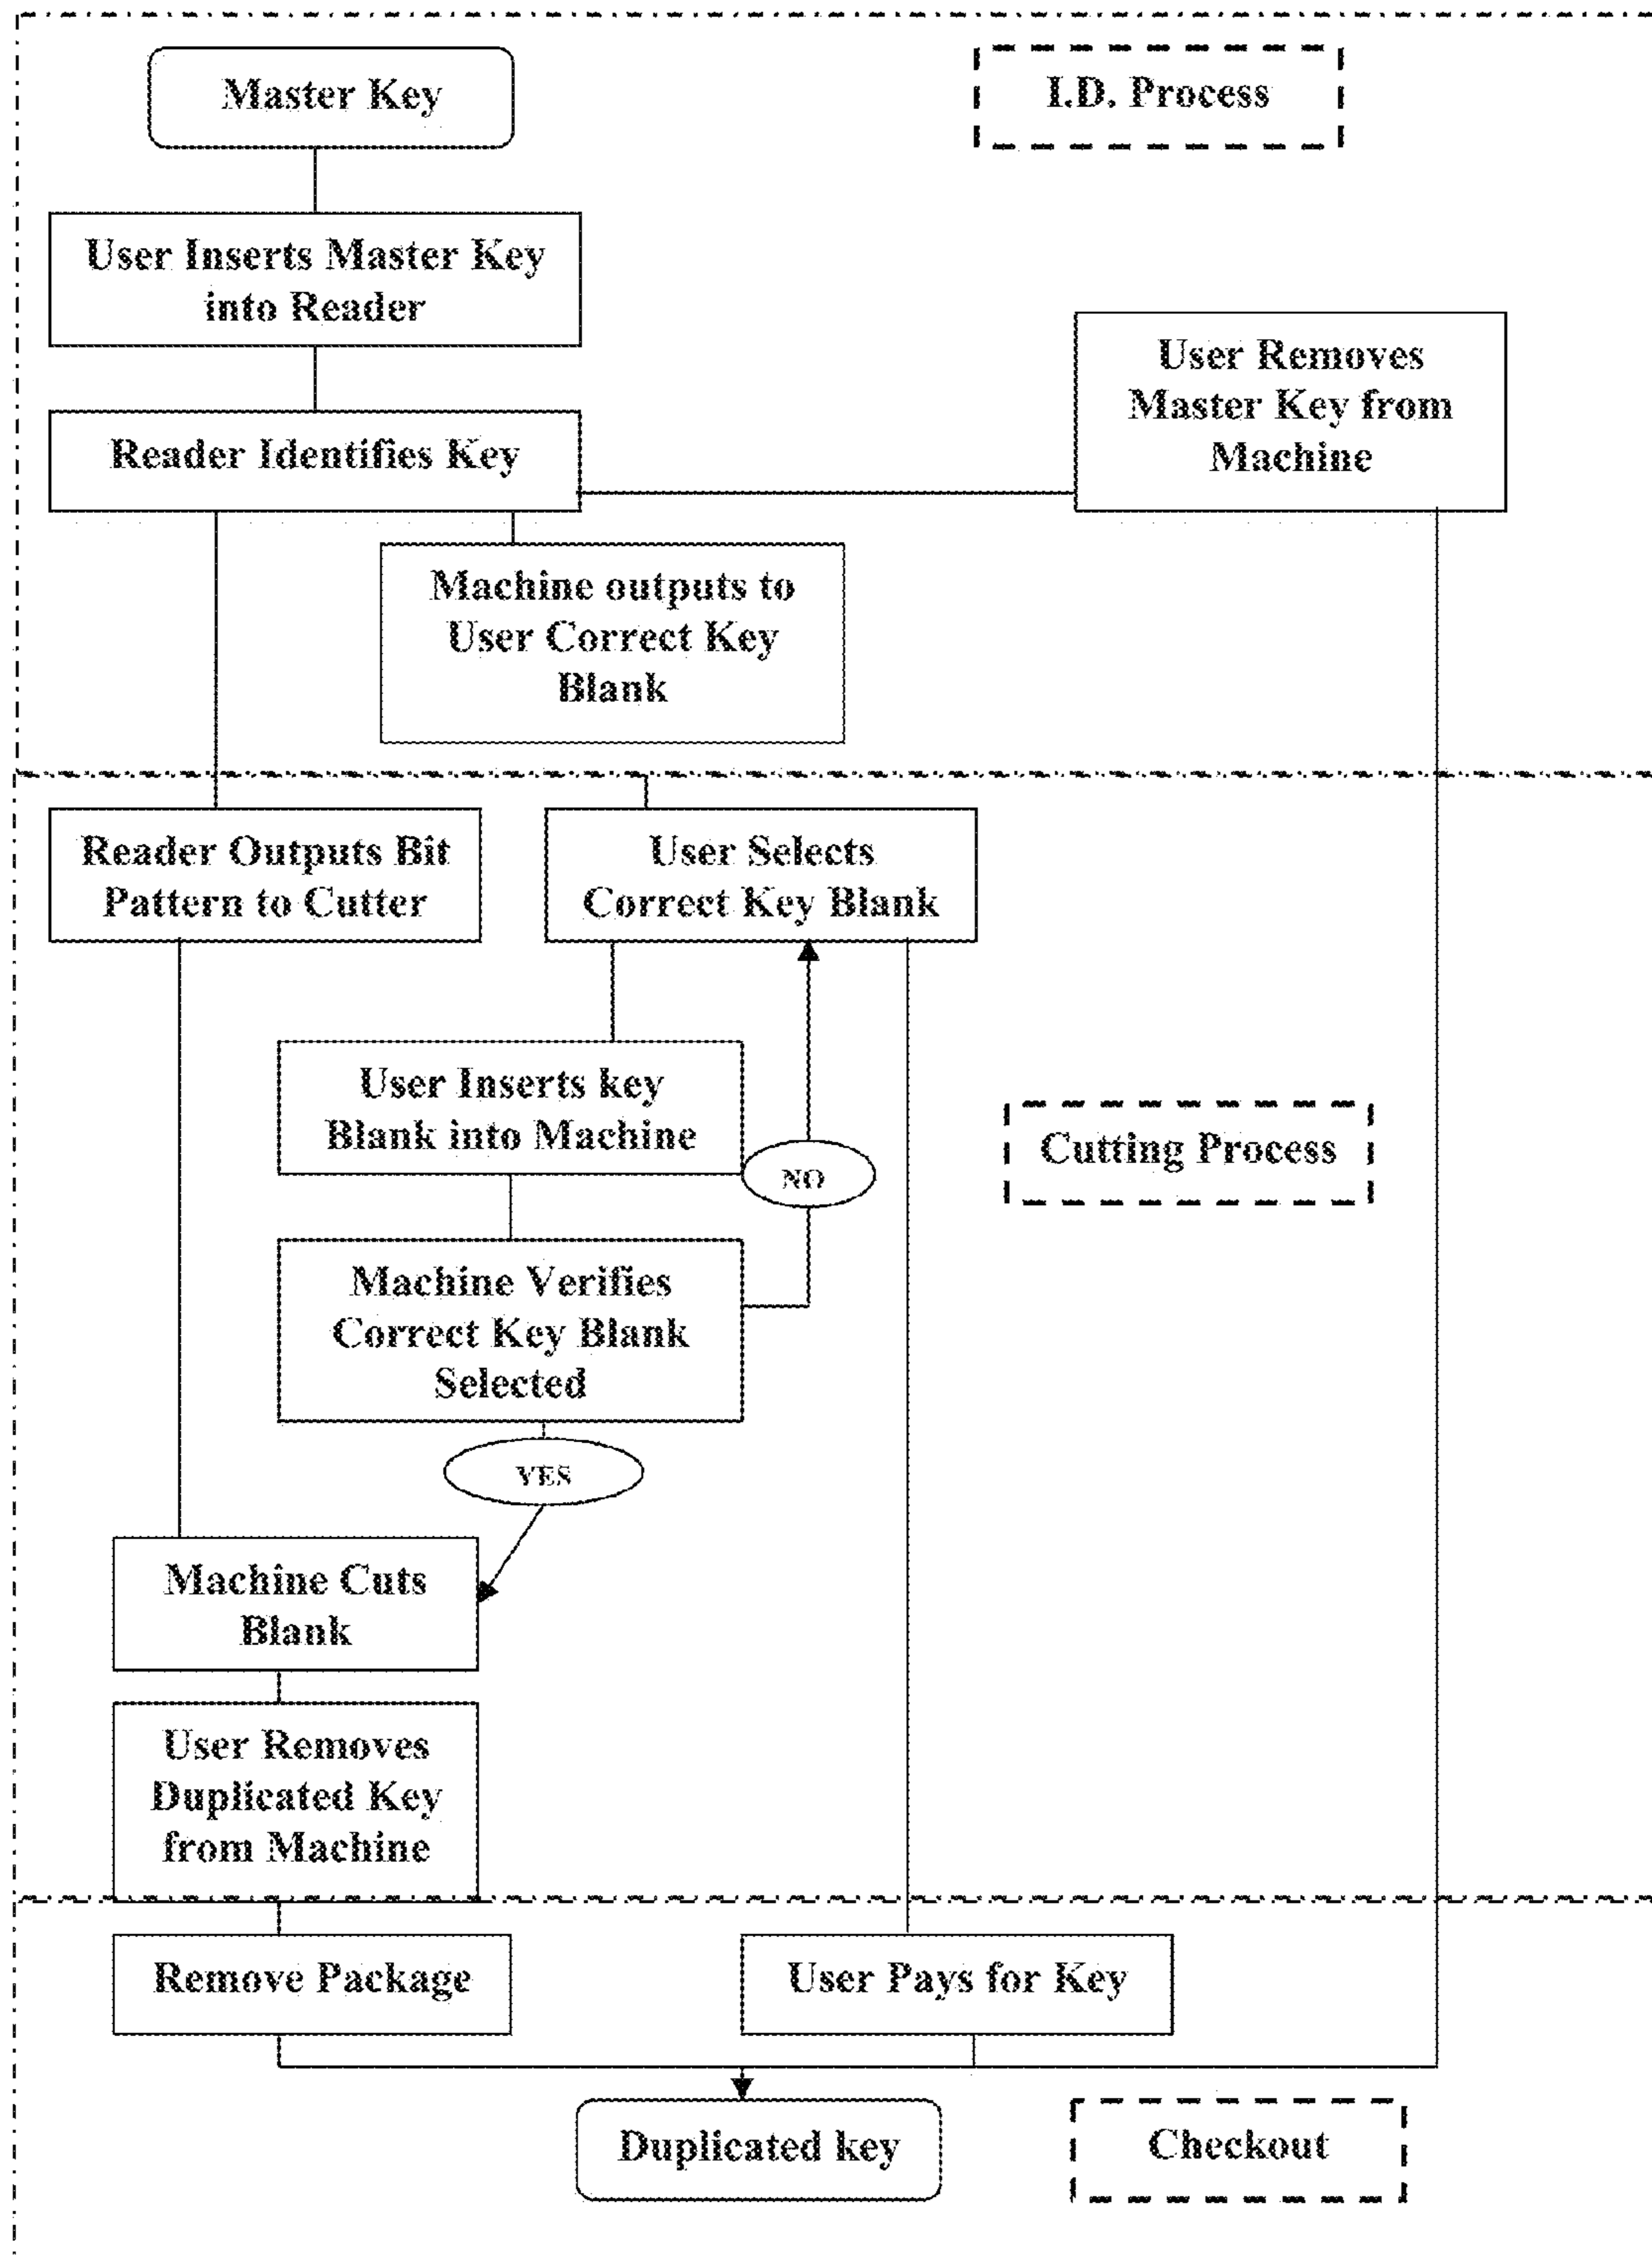 Master Key
I.D. Process
User Inserts Master Key
into Reader
User Removes
Master Key from
Machine
Reader Identifies Key
Machine outputs to
User Correct Key
Blank
Reader Outputs Bit
Pattern to Cutter
User Selects
Correct Key Blank
User Inserts key
Blank into Machine
NO
Cutting Process
Machine Verifies
Correct Key Blank
Selected
YES
Machine Cuts
Blank
User Removes
Duplicated Key
from Machine
Remove Package
User Pays for Key
Duplicated key
Checkout